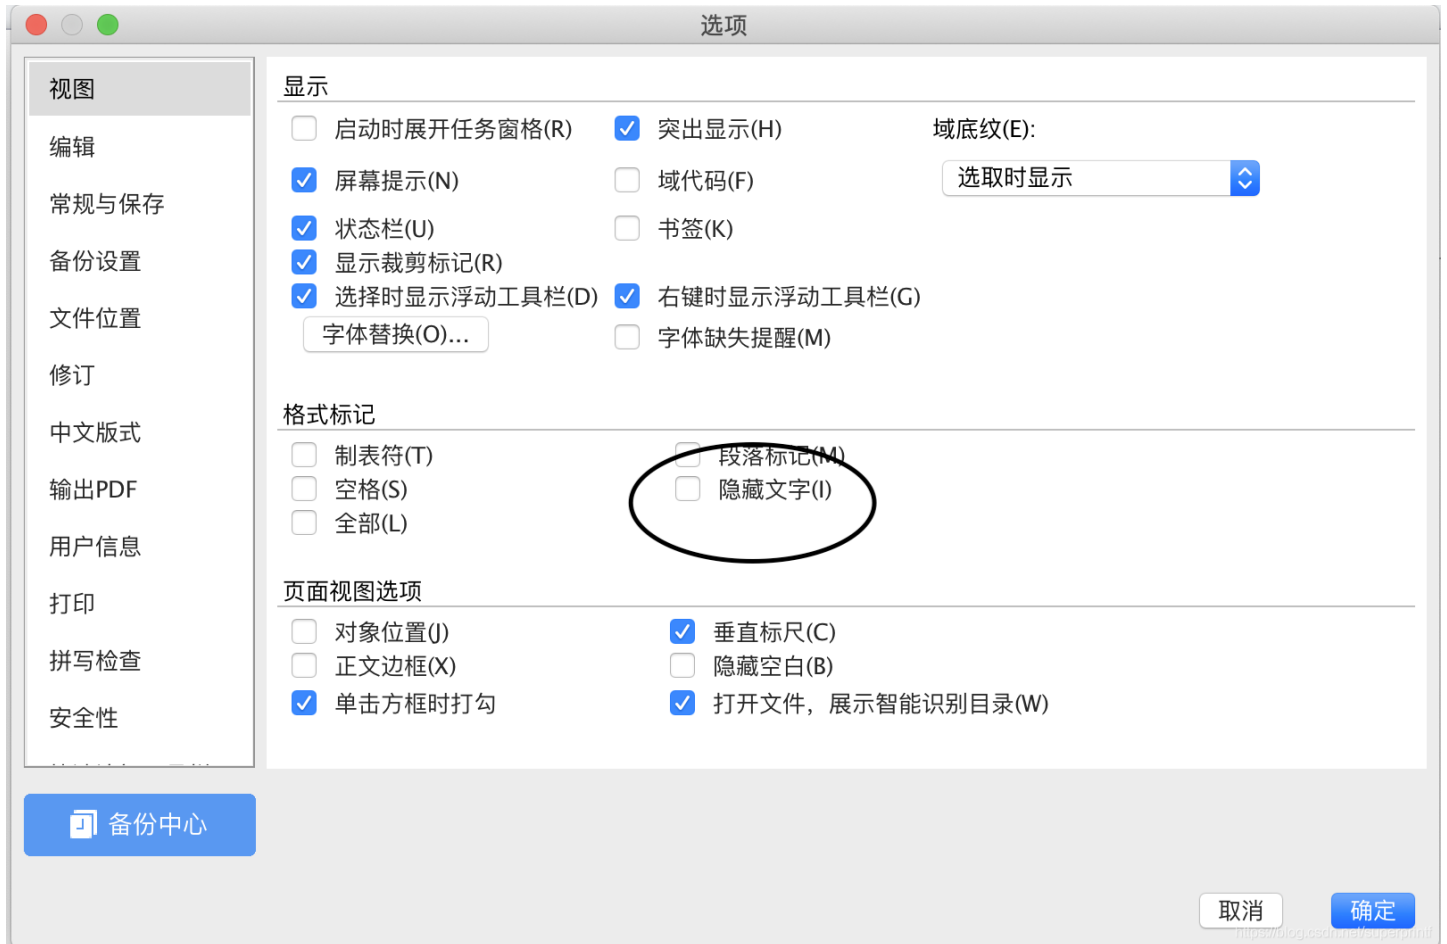 选项
视图
编辑
常规与保存
备份设置
文件位置
修订
中文版式
输出PDF
用户信息
打印
拼写检查
安全性
备份中心
显示
启动时展开任务窗格(R)
突出显示(H)
域底纹(E):
屏幕提示(N)
域代码(F)
选取时显示
状态栏(U)
书签(K)
显示裁剪标记(R)
选择时显示浮动工具栏(D)
右键时显示浮动工具栏(G)
字体替换(O)...
字体缺失提醒(M)
格式标记
制表符(T)
段落标记(M)
空格(S)
隐藏文字(I)
全部(L)
页面视图选项
对象位置(J)
垂直标尺(C)
正文边框(X)
隐藏空白(B)
单击方框时打勾
打开文件，展示智能识别目录(W)
取消
确定
https://blog.csdn.net/superprintf